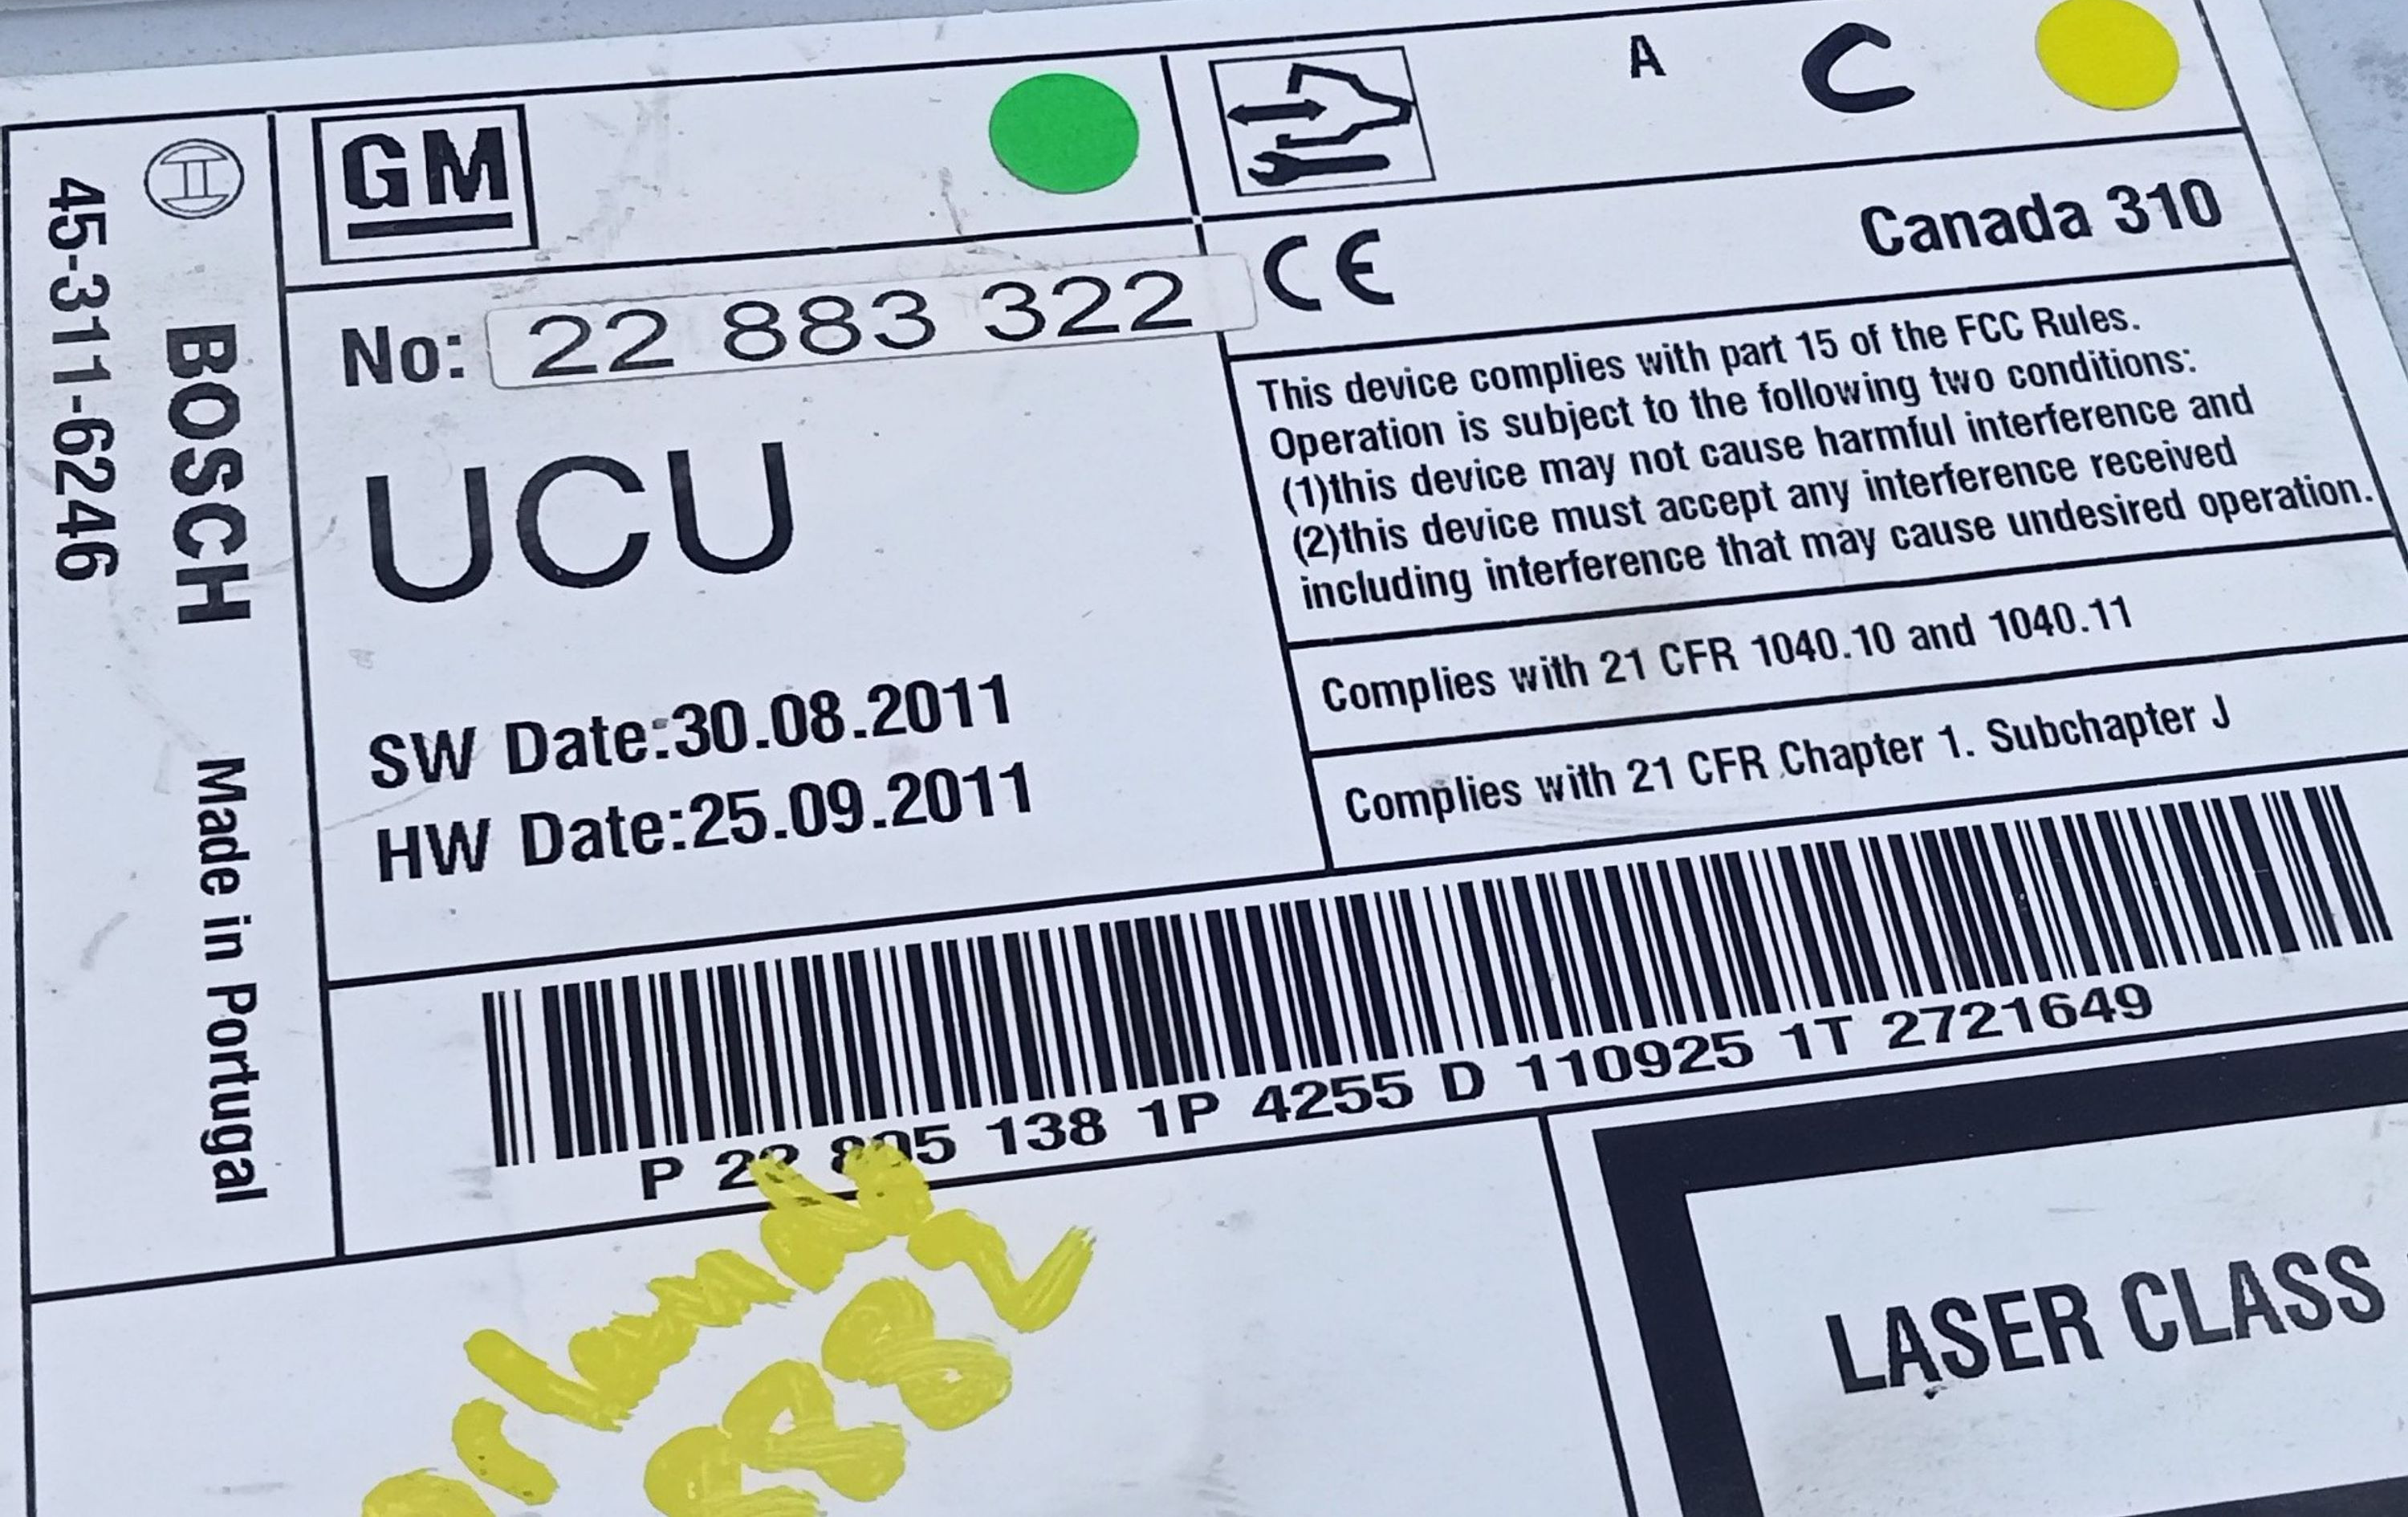 GM
A C
Canada 310
CE
No: 22 883 322
UCU
SW Date:30.08.2011
HW Date:25.09.2011
This device complies with part 15 of the FCC Rules.
Operation is subject to the following two conditions:
(1)this device may not cause harmful interference and
(2)this device must accept any interference received
including interference that may cause undesired operation.
Complies with 21 CFR 1040.10 and 1040.11
Complies with 21 CFR Chapter 1. Subchapter J
P 22 805 138 1P 4255 D 110925 1T 2721649
LASER CLASS
BOSCH Made in Portugal
45-311-6246